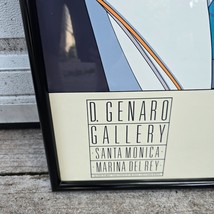 D. GENARO
GALLERY
SANTA MONICA
MARINA DEL REY